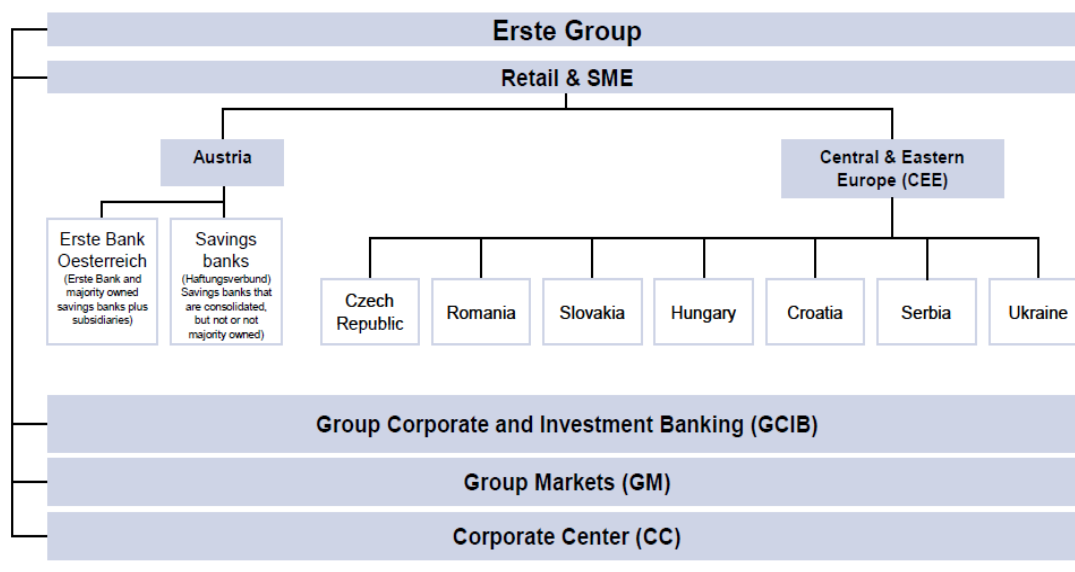 Erste Group
Retail & SME
Austria
Central & Eastern
Europe (CEE)
Erste Bank
Oesterreich
(Erste Bank and
majority owned
savings banks plus
subsidiaries)
Savings
banks
(Haftungsverbund)
Savings banks that
are consolidated,
but not or not
majority owned)
Czech
Republic
Romania
Slovakia
Hungary
Croatia
Serbia
Ukraine
Group Corporate and Investment Banking (GCIB)
Group Markets (GM)
Corporate Center (CC)